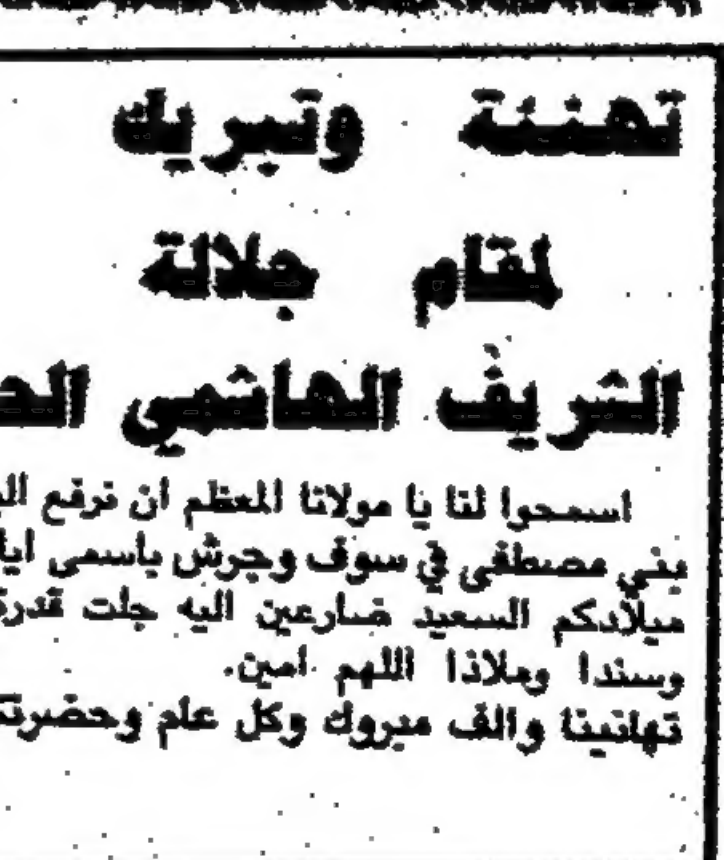 تهنئة وتبريك
لمقام جلالة
الشريف الهاشمي
اسمحوا لنا يا مولانا المعظم ان نرفع
بني مصطفى في سوف وجرش باسمى
ميلادكم السعيد ضارعين اليه جلت قدرة
وسندا وملاذا اللهم امين.
تهانينا والف مبروك وكل عام